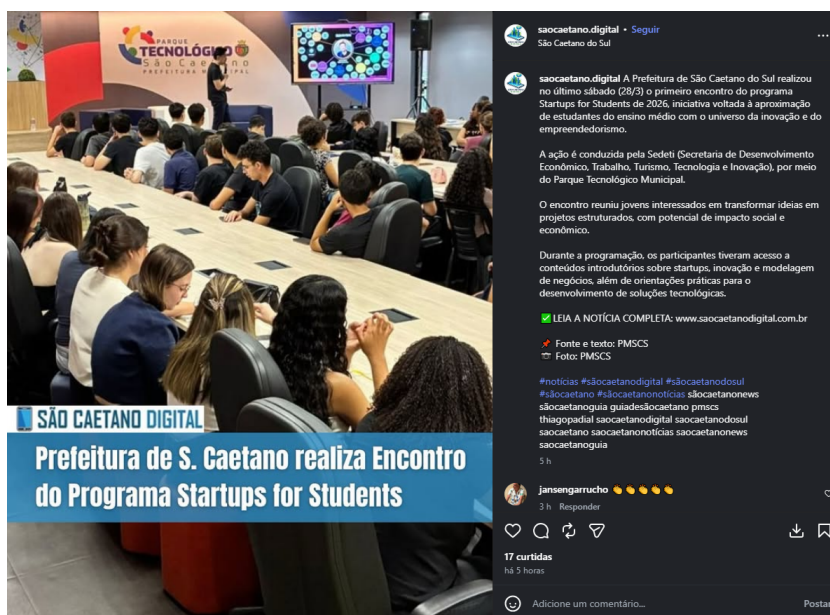 PARQUE
TECNOLÓGICO
São Caetano
PREFEITURA MUNICIPAL
SÃO CAETANO DIGITAL
Prefeitura de S. Caetano realiza Encontro
do Programa Startups for Students
saocaetano.digital • Seguir
São Caetano do Sul
saocaetano.digital A Prefeitura de São Caetano do Sul realizou
no último sábado (28/3) o primeiro encontro do programa
Startups for Students de 2026, iniciativa voltada à aproximação
de estudantes do ensino médio com o universo da inovação e do
empreendedorismo.
A ação é conduzida pela Sedeti (Secretaria de Desenvolvimento
Econômico, Trabalho, Turismo, Tecnologia e Inovação), por meio
do Parque Tecnológico Municipal.
O encontro reuniu jovens interessados em transformar ideias em
projetos estruturados, com potencial de impacto social e
econômico.
Durante a programação, os participantes tiveram acesso a
conteúdos introdutórios sobre startups, inovação e modelagem
de negócios, além de orientações práticas para o
desenvolvimento de soluções tecnológicas.
✅ LEIA A NOTÍCIA COMPLETA: www.saocaetanodigital.com.br
📌 Fonte e texto: PMSCS
📷 Foto: PMSCS
#notícias #sãocaetanodigital #sãocaetanodosul
#sãocaetano #sãocaetanonotícias sãocaetanonews
sãocaetanoguia guiadesãocaetano pmscs
thiagopadial saocaetanodigital saocaetanodosul
saocaetano saocaetanonotícias saocaetanonews
saocaetanoguia
5 h
jansengarrucho 👏👏👏👏👏
3 h Responder
17 curtidas
há 5 horas
Adicione um comentário...
Postar